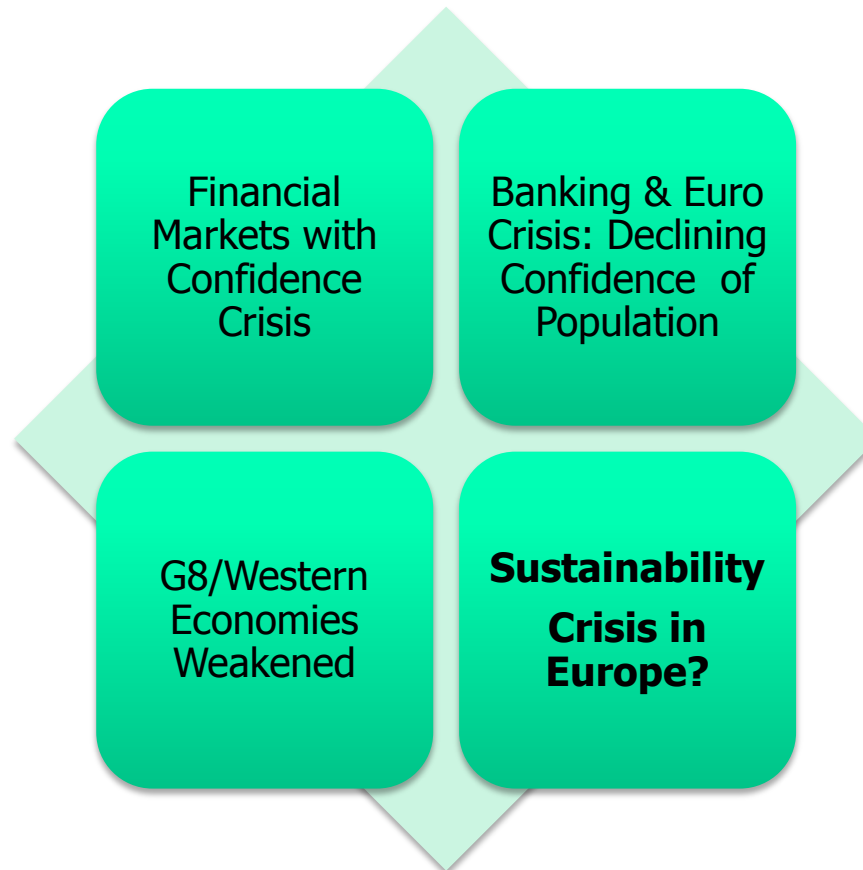 Financial
Markets with
Confidence
Crisis
Banking & Euro
Crisis: Declining
Confidence of
Population
G8/Western
Economies
Weakened
Sustainability
Crisis in
Europe?